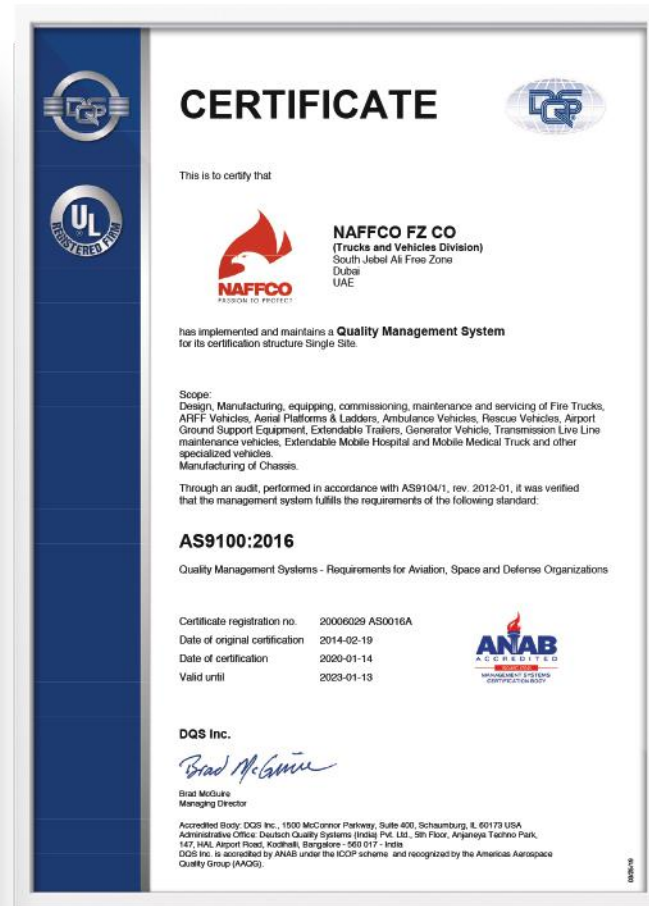 DQS
CERTIFICATE
DQS
This is to certify that
UL
REGISTERED FIRM
NAFFCO
PASSION TO PROTECT
NAFFCO FZ CO
(Trucks and Vehicles Division)
South Jebel Ali Free Zone
Dubai
UAE
has implemented and maintains a Quality Management System
for its certification structure Single Site.
Scope:
Design, Manufacturing, equipping, commissioning, maintenance and servicing of Fire Trucks,
ARFF Vehicles, Aerial Platforms & Ladders, Ambulance Vehicles, Rescue Vehicles, Airport
Ground Support Equipment, Extendable Trailers, Generator Vehicle, Transmission Live Line
maintenance vehicles, Extendable Mobile Hospital and Mobile Medical Truck and other
specialized vehicles.
Manufacturing of Chassis.
Through an audit, performed in accordance with AS9104/1, rev. 2012-01, it was verified
that the management system fulfills the requirements of the following standard:
AS9100:2016
Quality Management Systems - Requirements for Aviation, Space and Defense Organizations
Certificate registration no. 20006029 AS0016A
Date of original certification 2014-02-19
Date of certification 2020-01-14
Valid until 2023-01-13
ANAB
ACCREDITED
MANAGEMENT SYSTEMS
CERTIFICATION BODY
DQS Inc.
Brad McGuire
Brad McGuire
Managing Director
Accredited Body: DQS Inc., 1500 McConnor Parkway, Suite 400, Schaumburg, IL 60173 USA
Administrative Office: Deutsch Quality Systems (India) Pvt. Ltd., 5th Floor, Anjaneya Techno Park,
147, HAL Airport Road, Kodihalli, Bangalore - 560 017 - India
DQS Inc. is accredited by ANAB under the ICOP scheme and recognized by the Americas Aerospace
Quality Group (AAQG).